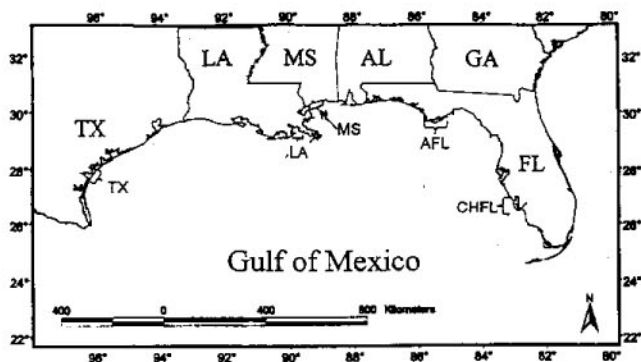 96° 94° 92° 90° 88° 86° 84° 82° 80°
32° 32°
LA MS AL GA
30° 30°
TX MS AFL FL
LA
28° 28°
TX
CHFL
26° 26°
Gulf of Mexico
24° 24°
400 0 400 800 Kilometers N
22° 22°
96° 94° 92° 90° 88° 86° 84° 82° 80°